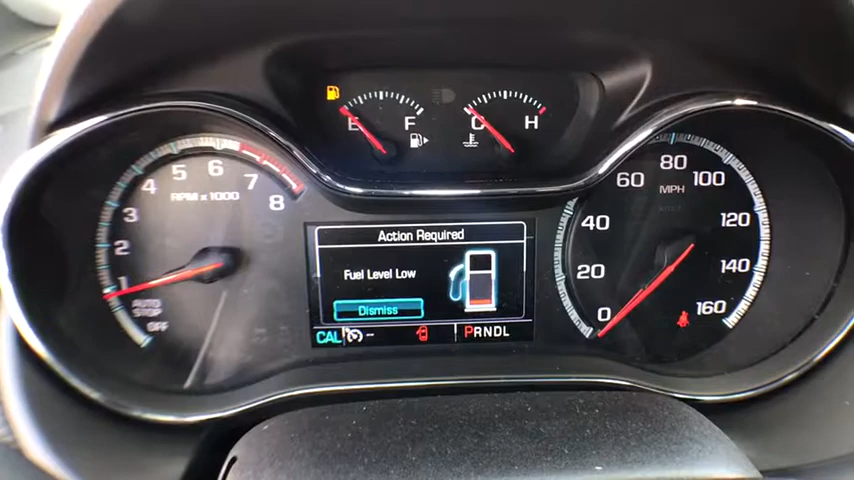 E F
C H
1 2 3 4 5 6 7 8
RPM x 1000
AUTO
STOP
OFF
Action Required
Fuel Level Low
Dismiss
CAL --
PRNDL
0 20 40 60 80 100 120 140 160
MPH